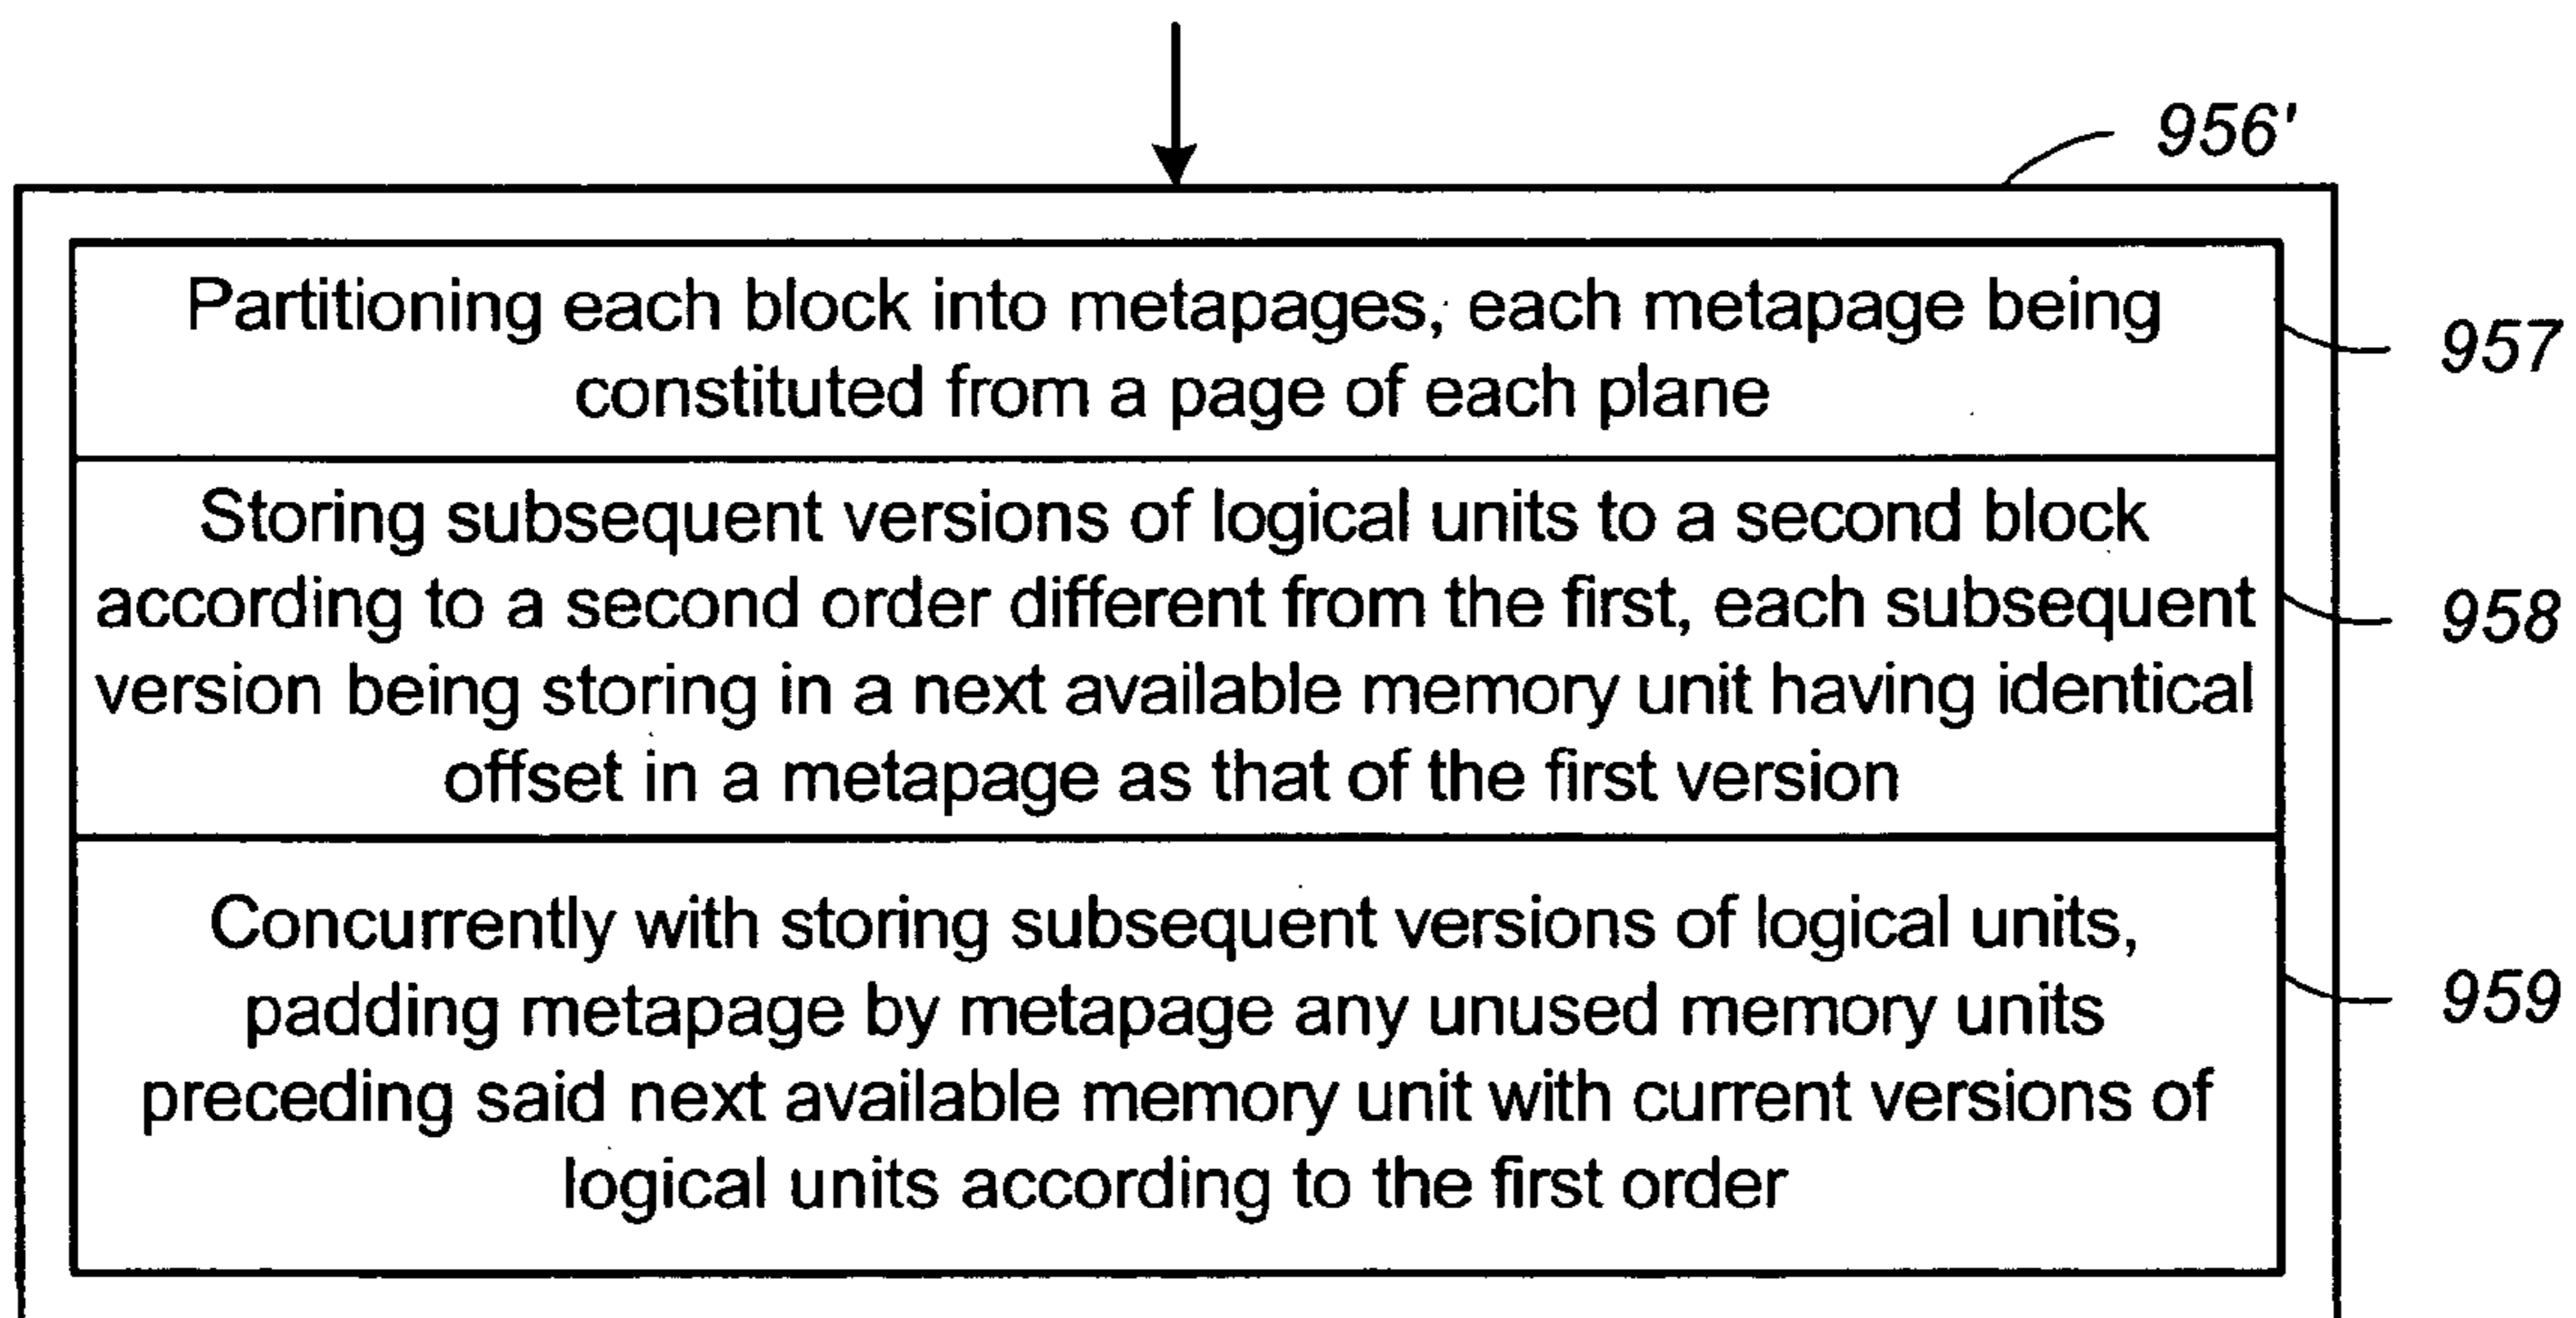 956'
Partitioning each block into metapages, each metapage being
constituted from a page of each plane
957
Storing subsequent versions of logical units to a second block
according to a second order different from the first, each subsequent
version being storing in a next available memory unit having identical
offset in a metapage as that of the first version
958
Concurrently with storing subsequent versions of logical units,
padding metapage by metapage any unused memory units
preceding said next available memory unit with current versions of
logical units according to the first order
959